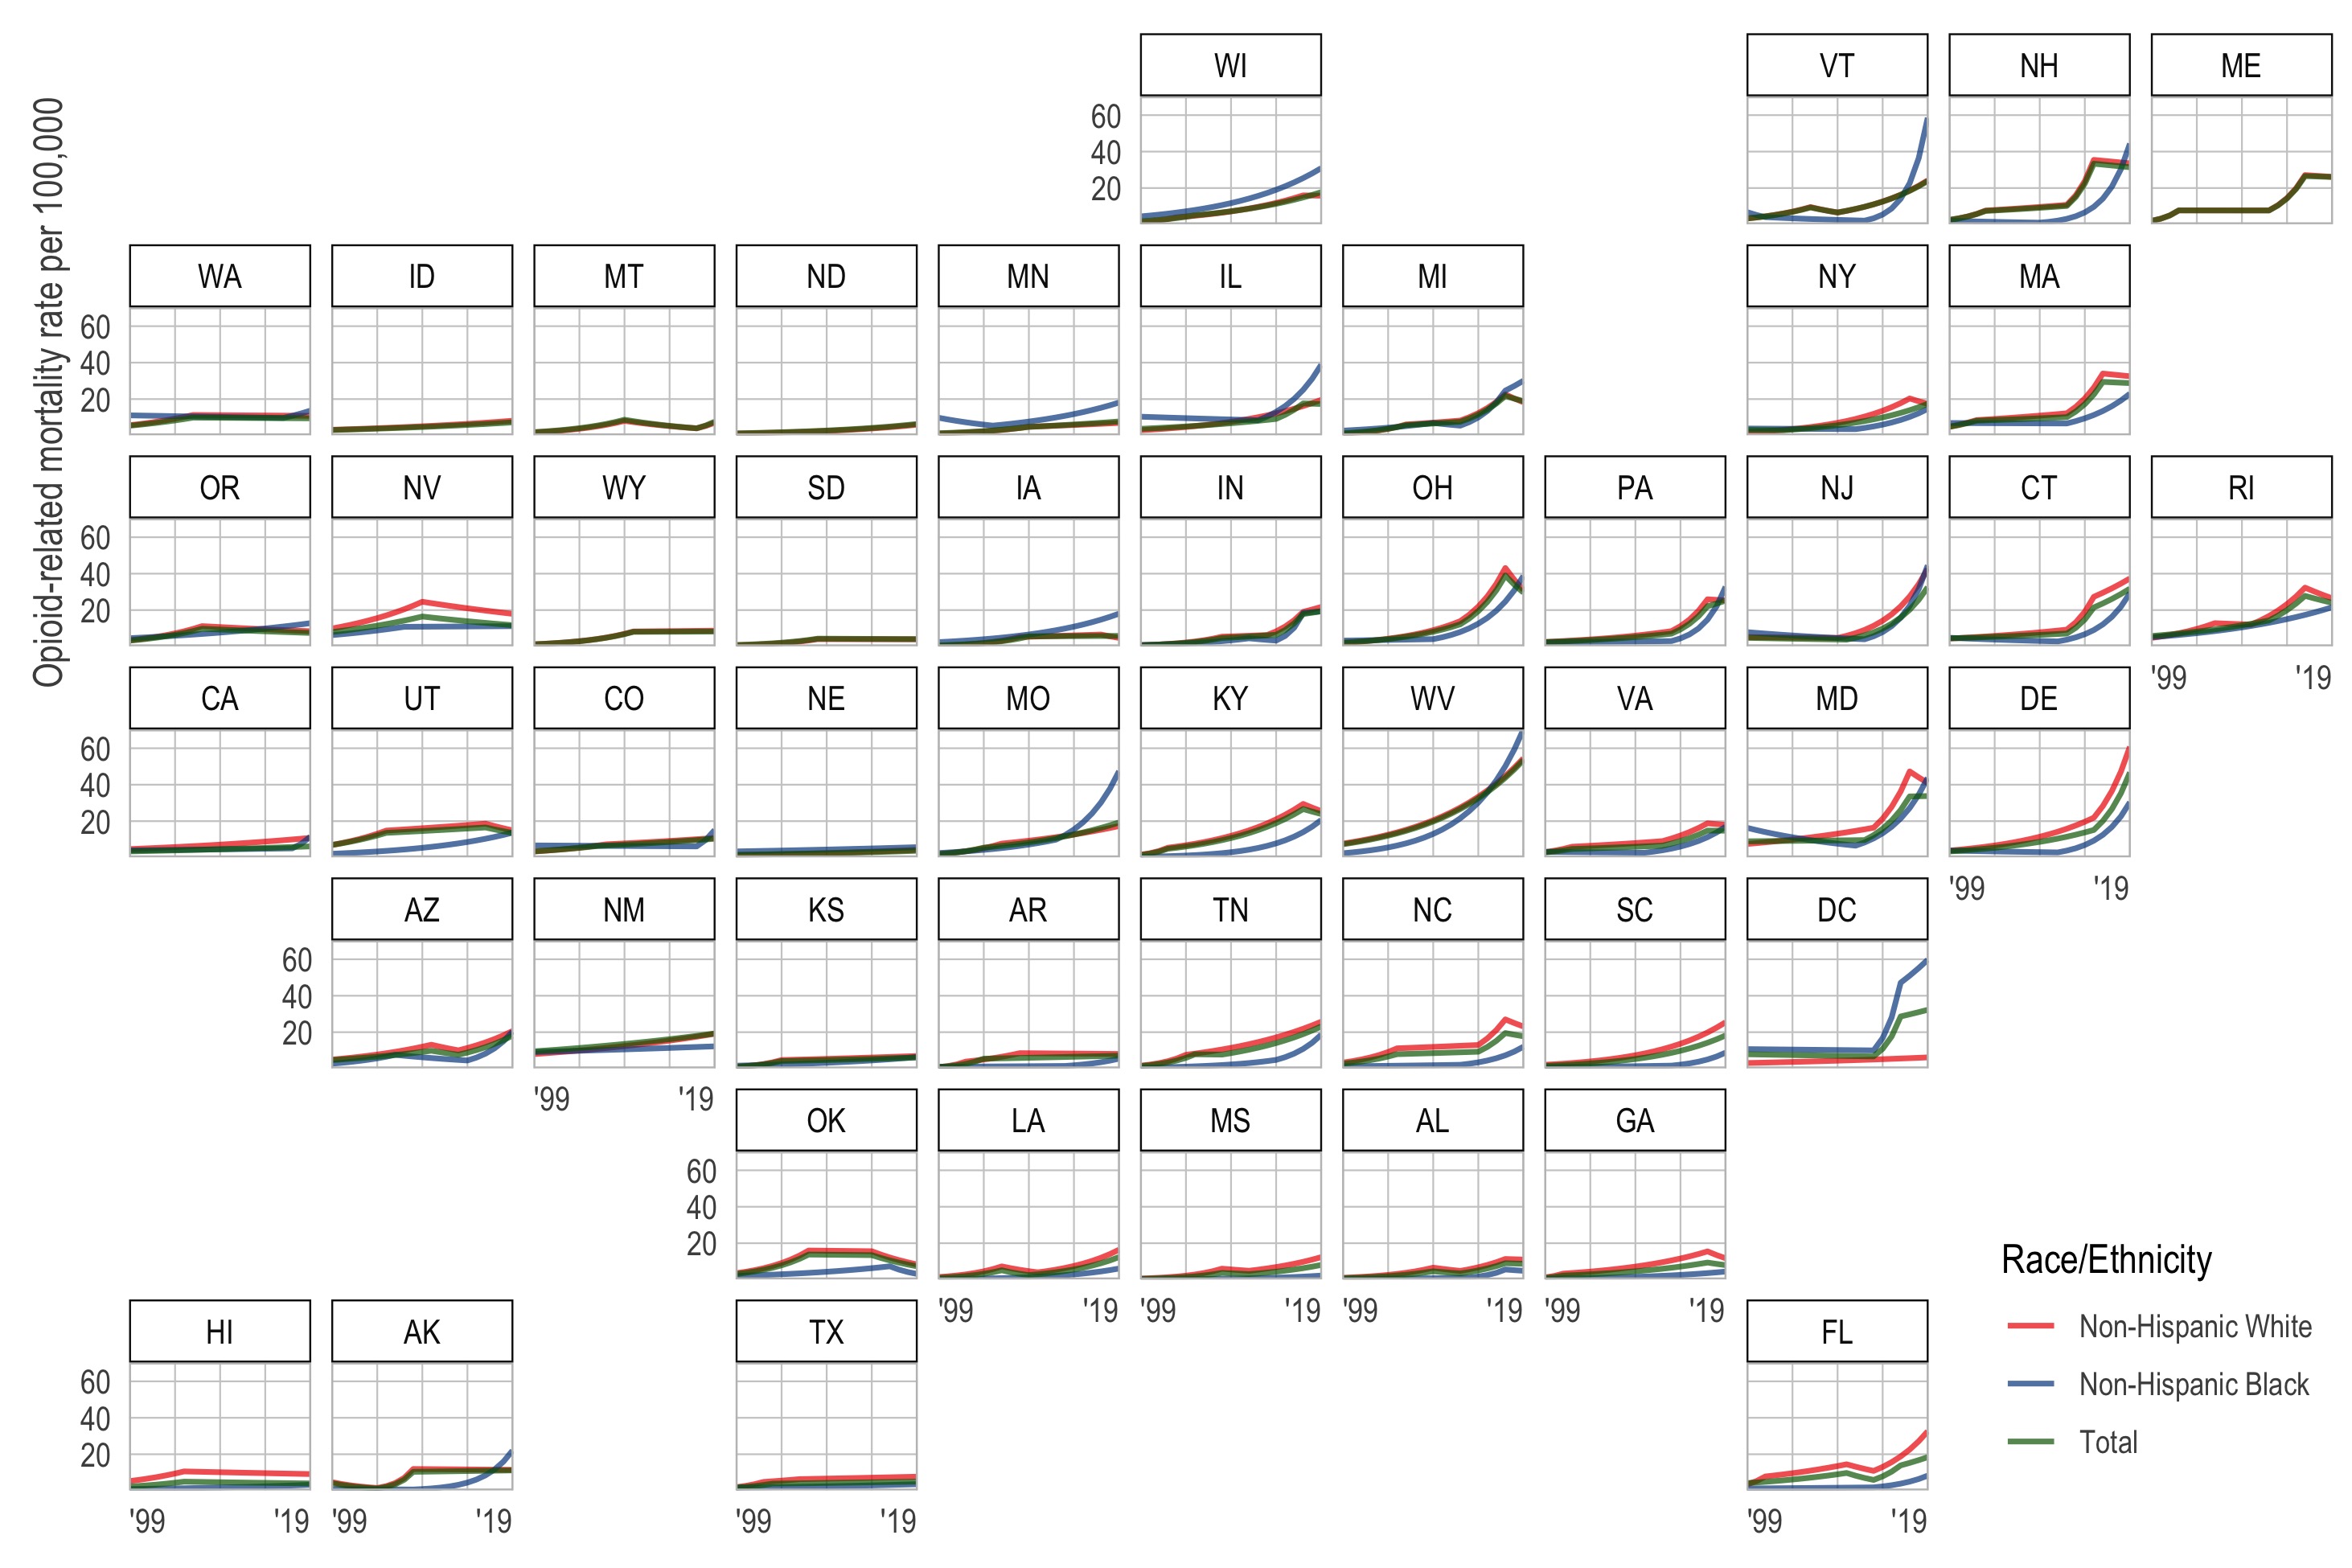 Opioid-related mortality rate per 100,000
WI VT NH ME
60
40
20
WA ID MT ND MN IL MI NY MA
60
40
20
OR NV WY SD IA IN OH PA NJ CT RI
60
40
20
'99 '19
CA UT CO NE MO KY WV VA MD DE
60
40
20
'99 '19
AZ NM KS AR TN NC SC DC
60
40
20
'99 '19
OK LA MS AL GA
60
40
20
'99 '19 '99 '19 '99 '19 '99 '19
HI AK TX FL
60
40
20
'99 '19 '99 '19 '99 '19 '99 '19
Race/Ethnicity
Non-Hispanic White
Non-Hispanic Black
Total